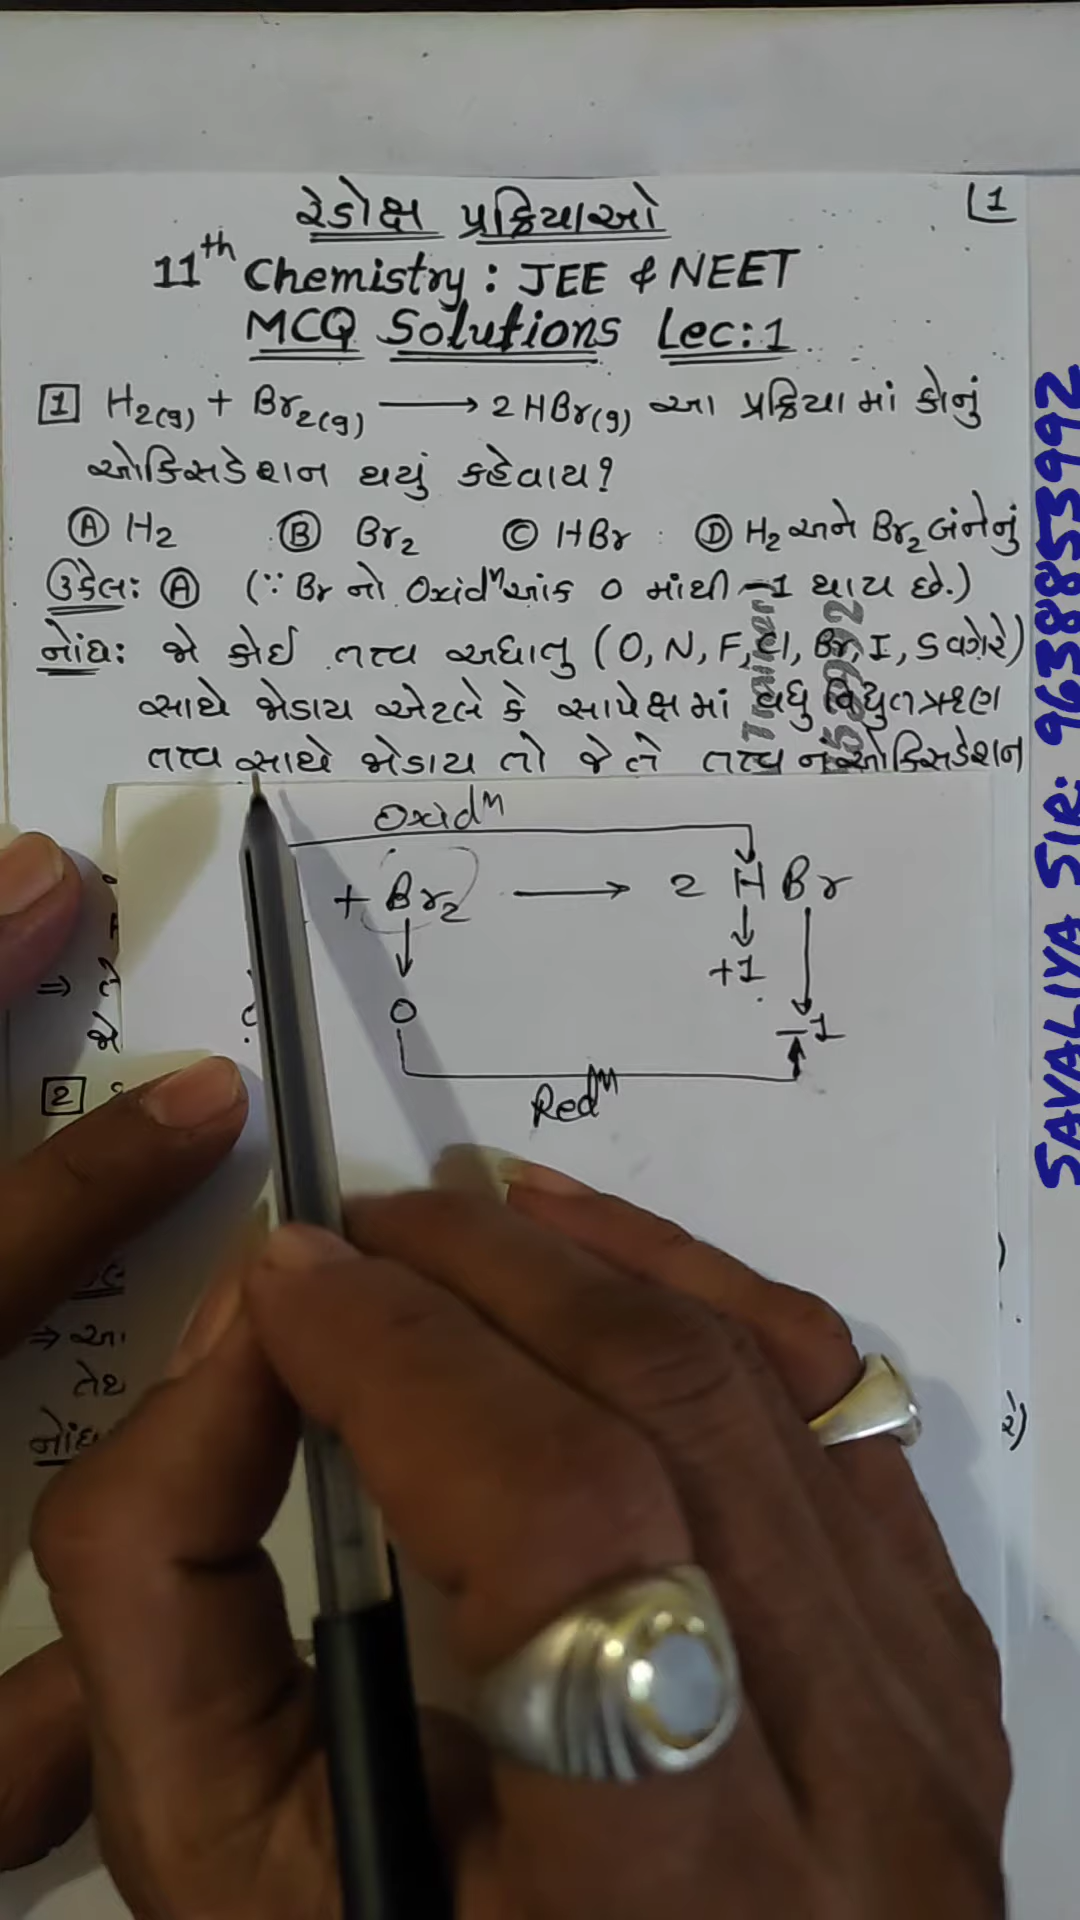 રેડોક્ષ પ્રક્રિયાઓ
1
11th Chemistry: JEE & NEET
MCQ Solutions Lec:1
1 H2(g) + Br2(g) ⟶ 2HBr(g) આ પ્રક્રિયામાં કોનું
ઓક્સિડેશન થયું કહેવાય?
A H2 B Br2 C HBr D H2 અને Br2 બંનેનું
ઉકેલ: A (∵ Br નો Oxidn આંક 0 માંથી -1 થાય છે.)
નોંધ: જો કોઈ તત્વ અધાતુ (O, N, F, Cl, Br, I, S વગેરે)
સાથે જોડાય એટલે કે સાપેક્ષમાં વધુ વિધુતઋણ
તત્વ સાથે જોડાય તો જે તે તત્વ નું ઓક્સિડેશન
Oxidn
+ Br2 ⟶ 2 HBr
+1
0
-1
Redn
2
⇒ આ
નોંધ
SAVALIYA SIR: 9638853992